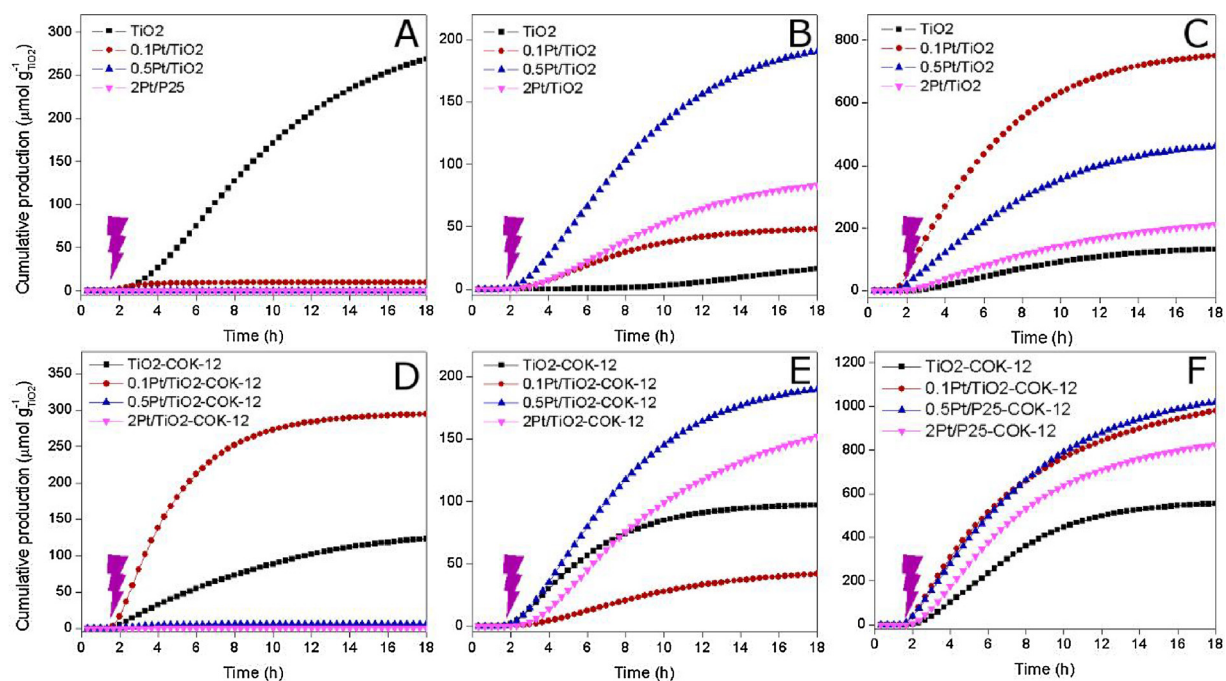 A
Cumulative production (μmol g⁻¹TiO2)
300
250
200
150
100
50
0
TiO2
0.1Pt/TiO2
0.5Pt/TiO2
2Pt/P25
0 2 4 6 8 10 12 14 16 18
Time (h)
B
200
150
100
50
0
TiO2
0.1Pt/TiO2
0.5Pt/TiO2
2Pt/TiO2
0 2 4 6 8 10 12 14 16 18
Time (h)
C
800
600
400
200
0
TiO2
0.1Pt/TiO2
0.5Pt/TiO2
2Pt/TiO2
0 2 4 6 8 10 12 14 16 18
Time (h)
D
Cumulative production (μmol g⁻¹TiO2)
350
300
250
200
150
100
50
0
TiO2-COK-12
0.1Pt/TiO2-COK-12
0.5Pt/TiO2-COK-12
2Pt/TiO2-COK-12
0 2 4 6 8 10 12 14 16 18
Time (h)
E
200
150
100
50
0
TiO2-COK-12
0.1Pt/TiO2-COK-12
0.5Pt/TiO2-COK-12
2Pt/TiO2-COK-12
0 2 4 6 8 10 12 14 16 18
Time (h)
F
1200
1000
800
600
400
200
0
TiO2-COK-12
0.1Pt/TiO2-COK-12
0.5Pt/P25-COK-12
2Pt/P25-COK-12
0 2 4 6 8 10 12 14 16 18
Time (h)